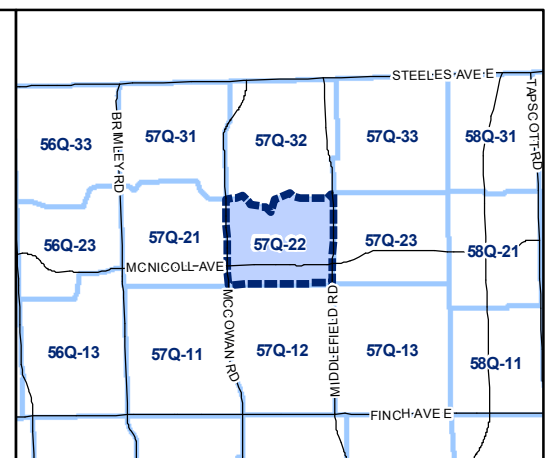 STEELES AVE E
TAPSCOTT RD
BRIMLEY RD
56Q-33
57Q-31
57Q-32
57Q-33
58Q-31
56Q-23
57Q-21
57Q-22
57Q-23
58Q-21
MCNICOLL AVE
MCCOWAN RD
MIDDLEFIELD RD
56Q-13
57Q-11
57Q-12
57Q-13
58Q-11
FINCH AVE E